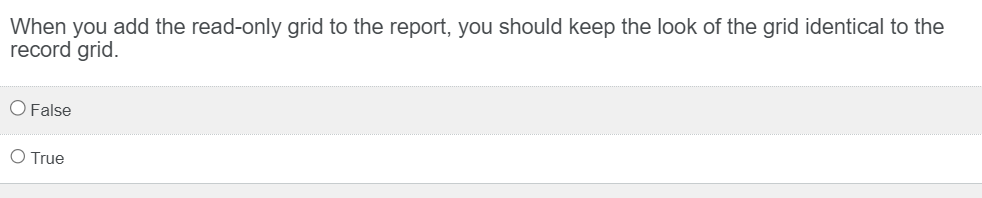 When you add the read-only grid to the report, you should keep the look of the grid identical to the
record grid.
False
True